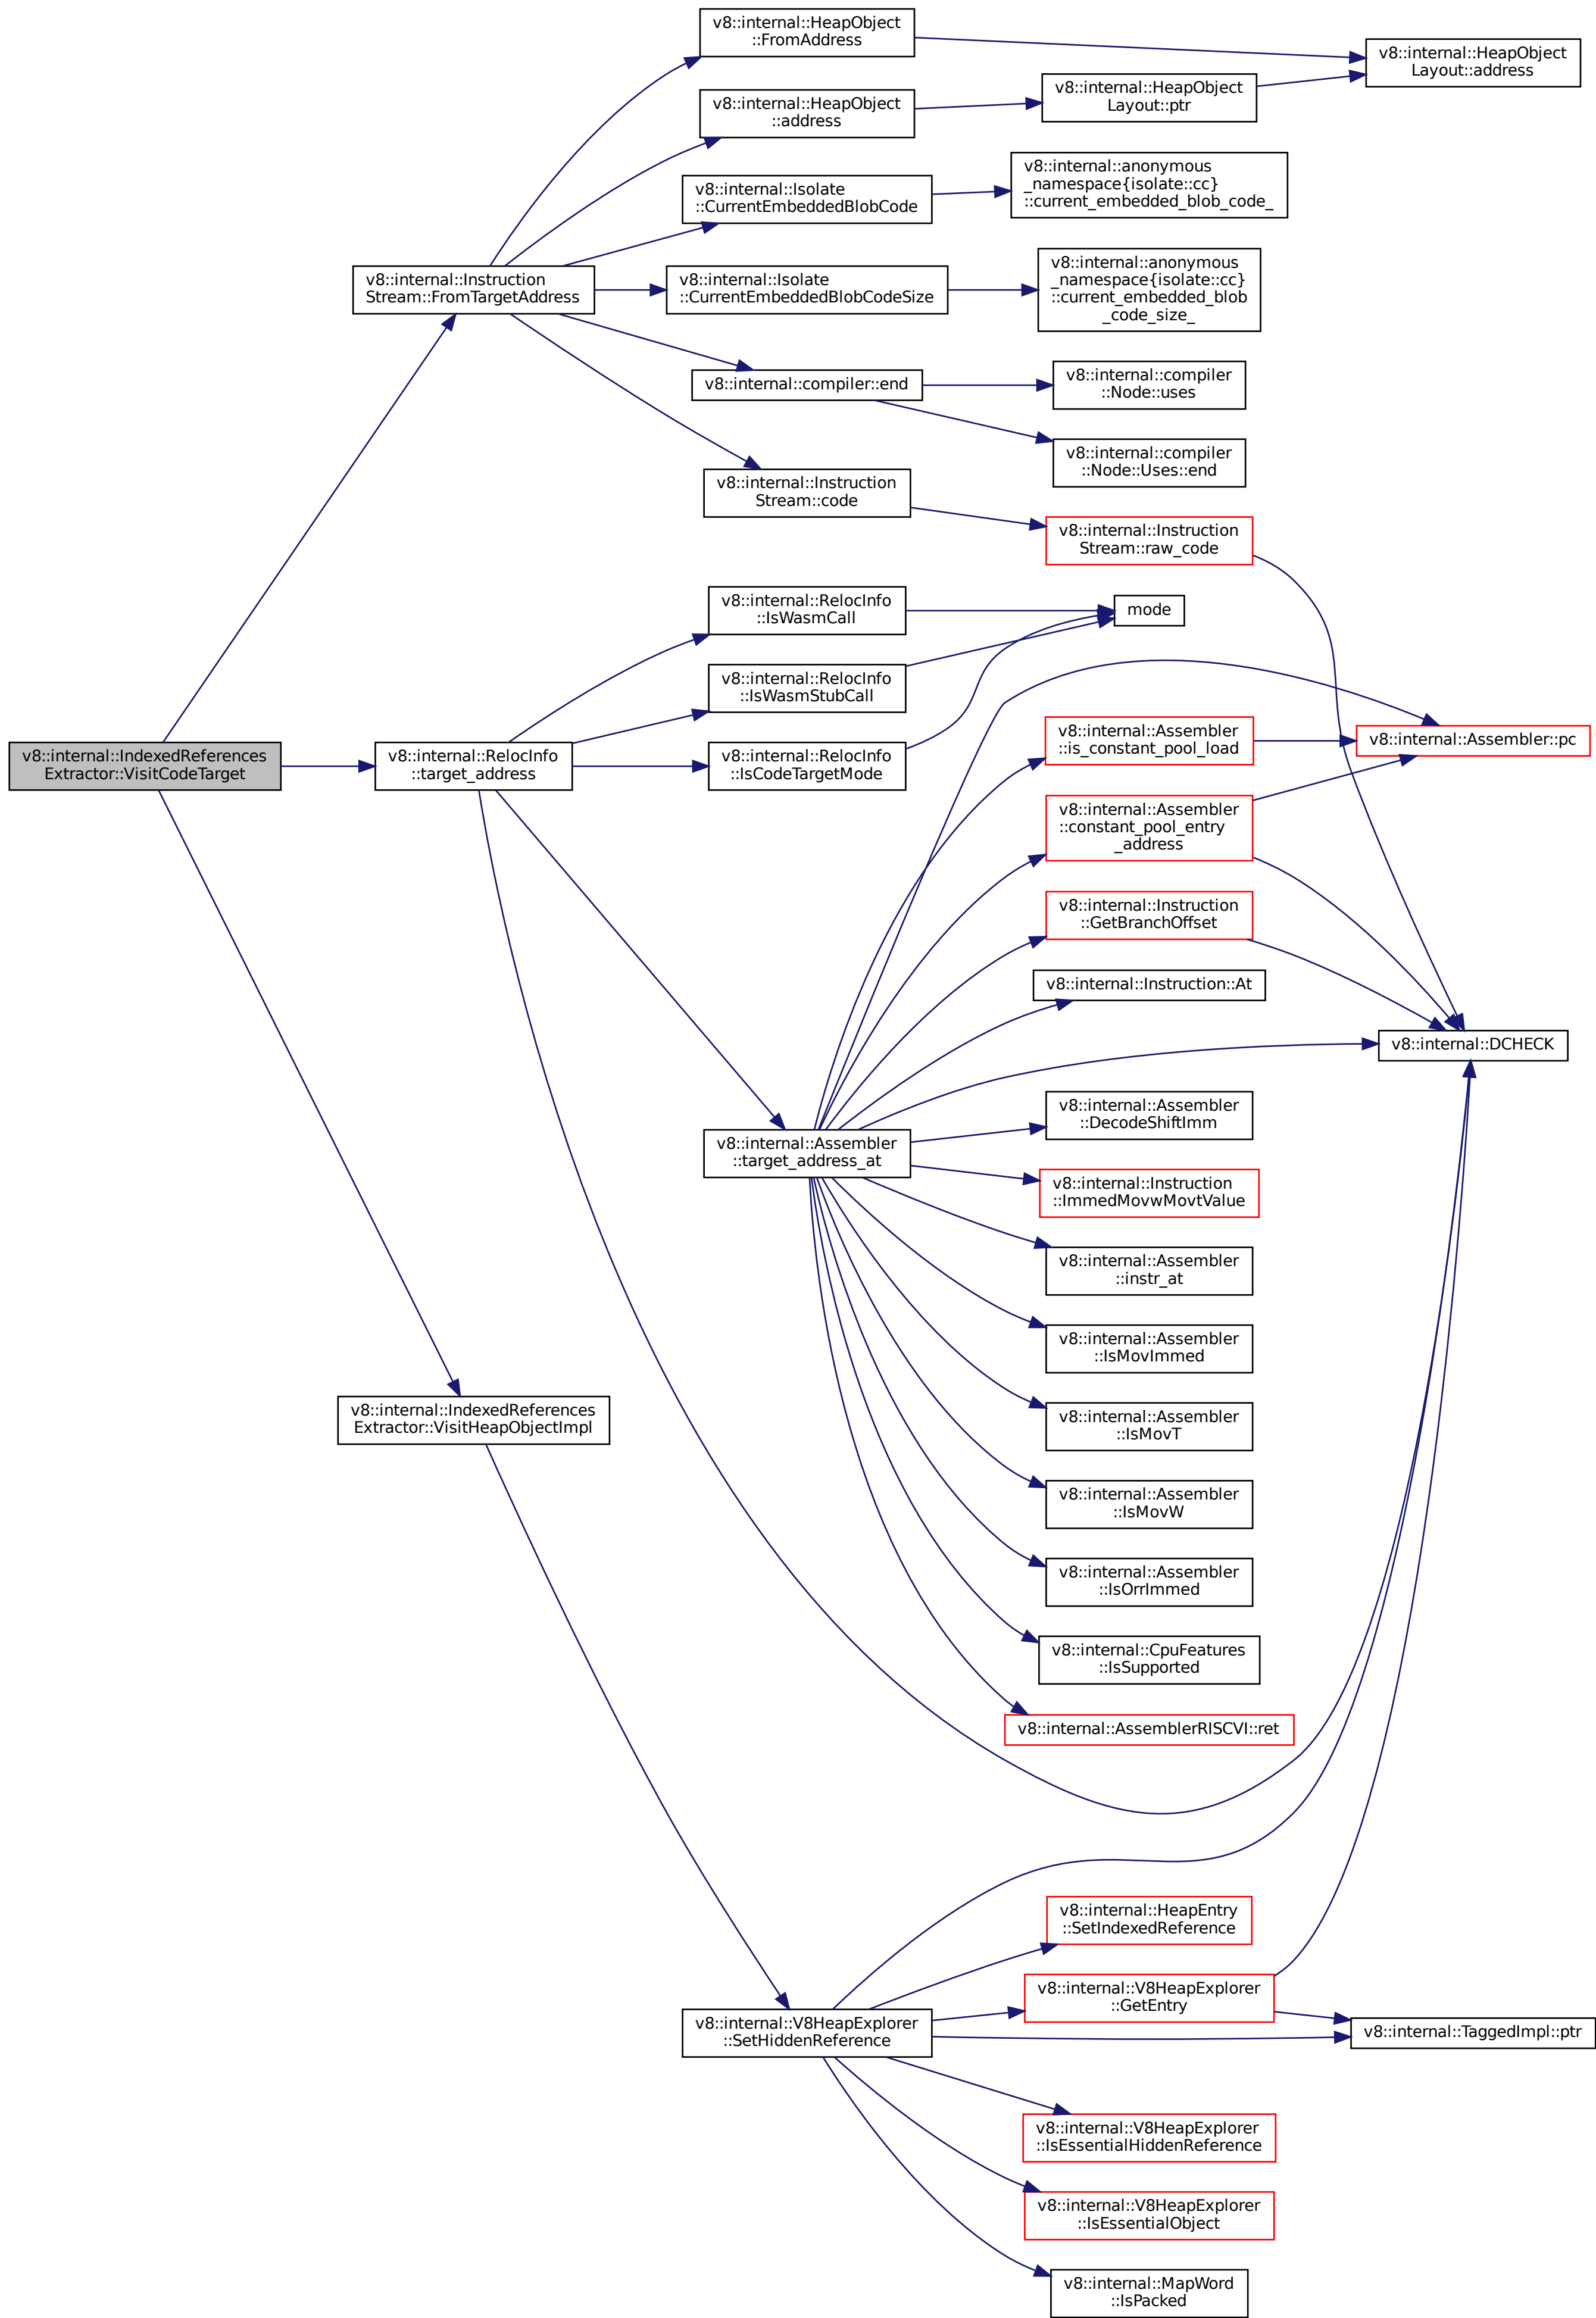 v8::internal::HeapObject
::FromAddress
v8::internal::HeapObject
Layout::address
v8::internal::HeapObject
::address
v8::internal::HeapObject
Layout::ptr
v8::internal::anonymous
_namespace{isolate::cc}
::current_embedded_blob_code_
v8::internal::Isolate
::CurrentEmbeddedBlobCode
v8::internal::anonymous
_namespace{isolate::cc}
::current_embedded_blob
_code_size_
v8::internal::Instruction
Stream::FromTargetAddress
v8::internal::Isolate
::CurrentEmbeddedBlobCodeSize
v8::internal::compiler::end
v8::internal::compiler
::Node::uses
v8::internal::compiler
::Node::Uses::end
v8::internal::Instruction
Stream::code
v8::internal::Instruction
Stream::raw_code
v8::internal::RelocInfo
::IsWasmCall
mode
v8::internal::RelocInfo
::IsWasmStubCall
v8::internal::IndexedReferences
Extractor::VisitCodeTarget
v8::internal::RelocInfo
::target_address
v8::internal::RelocInfo
::IsCodeTargetMode
v8::internal::Assembler
::is_constant_pool_load
v8::internal::Assembler::pc
v8::internal::Assembler
::constant_pool_entry
_address
v8::internal::Instruction
::GetBranchOffset
v8::internal::Instruction::At
v8::internal::DCHECK
v8::internal::Assembler
::DecodeShiftImm
v8::internal::Assembler
::target_address_at
v8::internal::Instruction
::ImmedMovwMovtValue
v8::internal::Assembler
::instr_at
v8::internal::Assembler
::IsMovImmed
v8::internal::IndexedReferences
Extractor::VisitHeapObjectImpl
v8::internal::Assembler
::IsMovT
v8::internal::Assembler
::IsMovW
v8::internal::Assembler
::IsOrrImmed
v8::internal::CpuFeatures
::IsSupported
v8::internal::AssemblerRISCVI::ret
v8::internal::HeapEntry
::SetIndexedReference
v8::internal::V8HeapExplorer
::GetEntry
v8::internal::V8HeapExplorer
::SetHiddenReference
v8::internal::TaggedImpl::ptr
v8::internal::V8HeapExplorer
::IsEssentialHiddenReference
v8::internal::V8HeapExplorer
::IsEssentialObject
v8::internal::MapWord
::IsPacked